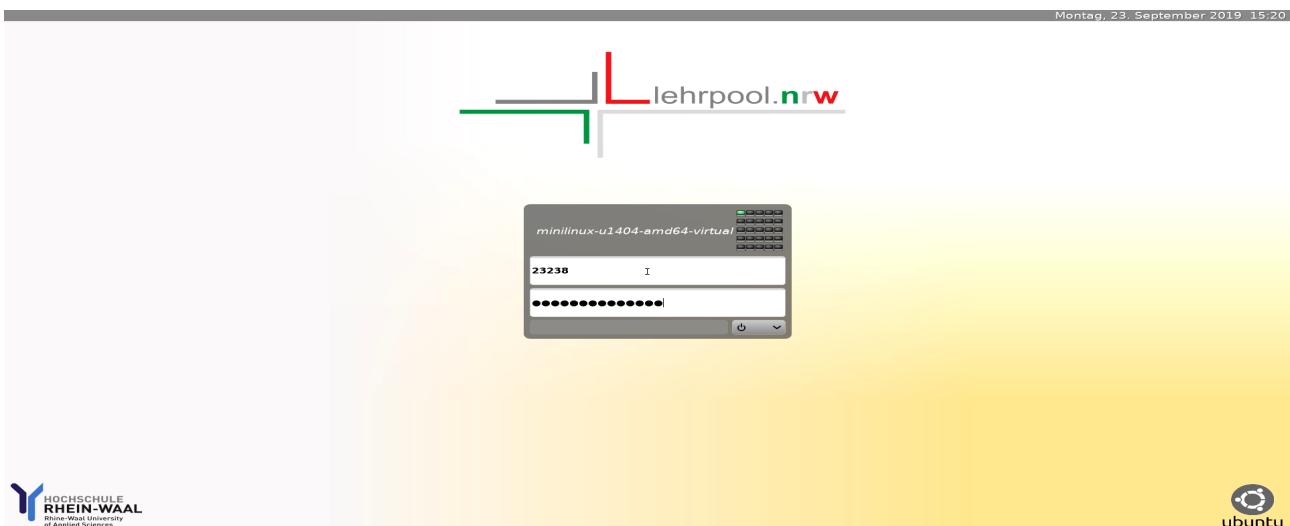 Montag, 23. September 2019 15:20
lehrpool.nrw
minilinux-u1404-amd64-virtual
23238
HOCHSCHULE
RHEIN-WAAL
Rhine-Waal University
of Applied Sciences
ubuntu